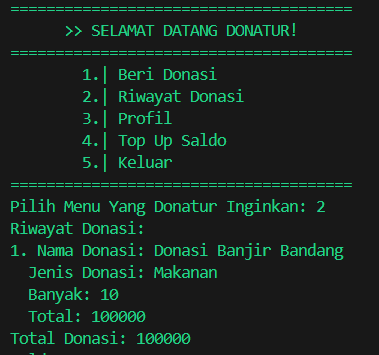 ======================================
>> SELAMAT DATANG DONATUR!
======================================
1.| Beri Donasi
2.| Riwayat Donasi
3.| Profil
4.| Top Up Saldo
5.| Keluar
======================================
Pilih Menu Yang Donatur Inginkan: 2
Riwayat Donasi:
1. Nama Donasi: Donasi Banjir Bandang
Jenis Donasi: Makanan
Banyak: 10
Total: 100000
Total Donasi: 100000